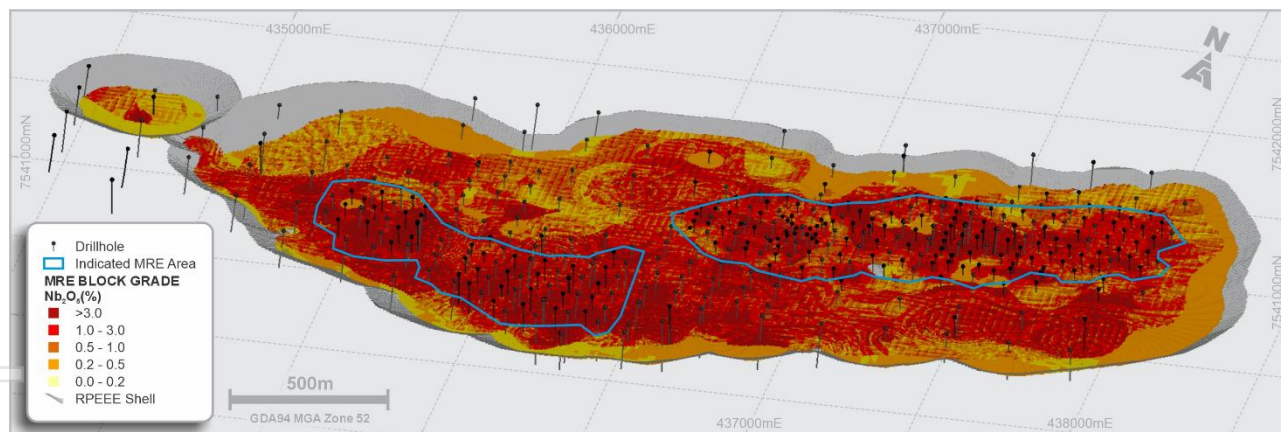 435000mE
436000mE
437000mE
N
7541000mN
7542000mN
Drillhole
Indicated MRE Area
MRE BLOCK GRADE
Nb₂O₅(%)
>3.0
1.0 - 3.0
0.5 - 1.0
0.2 - 0.5
0.0 - 0.2
RPEEE Shell
500m
GDA94 MGA Zone 52
7541000mN
437000mE
438000mE